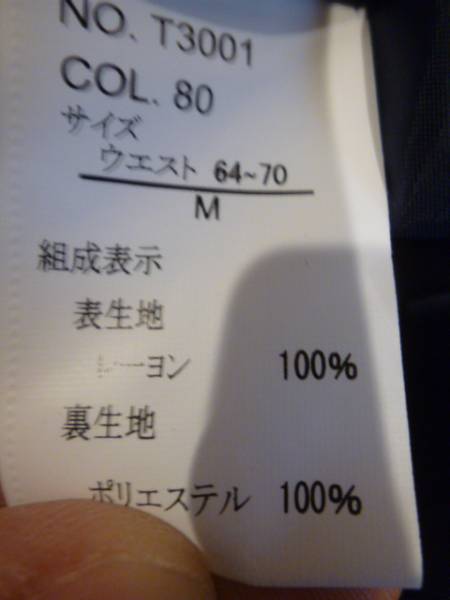 NO. T3001
COL. 80
サイズ
ウエスト 64~70
M
組成表示
表生地
レーヨン 100%
裏生地
ポリエステル 100%